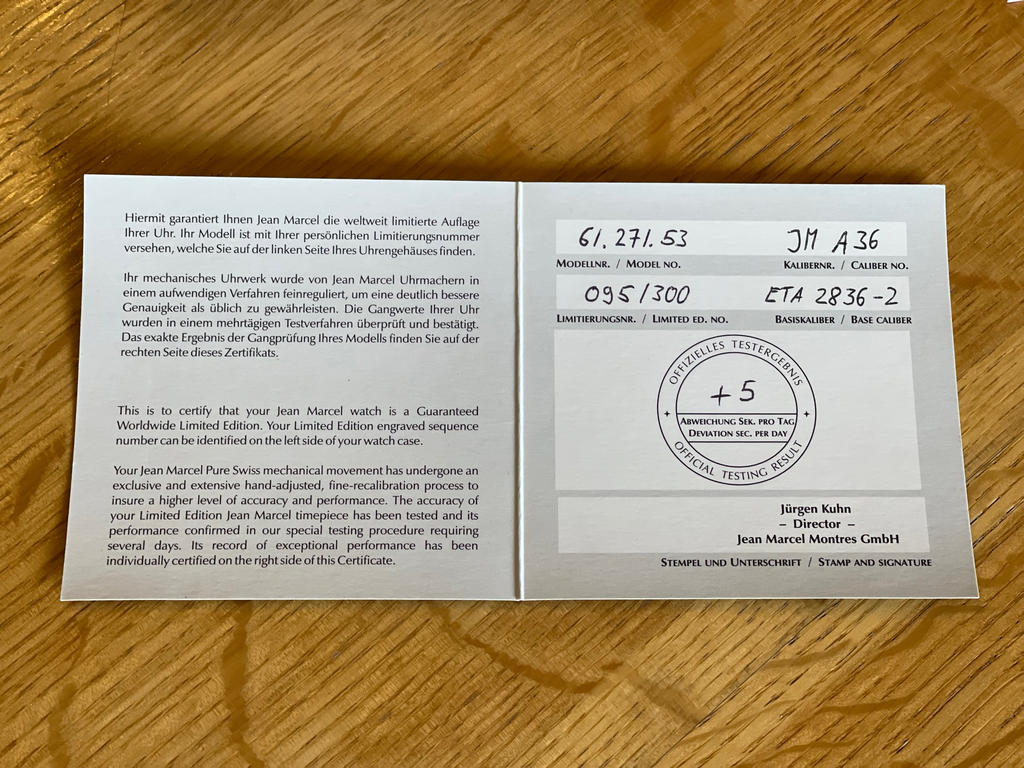 Hiermit garantiert Ihnen Jean Marcel die weltweit limitierte Auflage
Ihrer Uhr. Ihr Modell ist mit Ihrer persönlichen Limitierungsnummer
versehen, welche Sie auf der linken Seite Ihres Uhrengehäuses finden.
Ihr mechanisches Uhrwerk wurde von Jean Marcel Uhrmachern in
einem aufwendigen Verfahren feinreguliert, um eine deutlich bessere
Genauigkeit als üblich zu gewährleisten. Die Gangwerte Ihrer Uhr
wurden in einem mehrtägigen Testverfahren überprüft und bestätigt.
Das exakte Ergebnis der Gangprüfung Ihres Modells finden Sie auf der
rechten Seite dieses Zertifikats.
This is to certify that your Jean Marcel watch is a Guaranteed
Worldwide Limited Edition. Your Limited Edition engraved sequence
number can be identified on the left side of your watch case.
Your Jean Marcel Pure Swiss mechanical movement has undergone an
exclusive and extensive hand-adjusted, fine-recalibration process to
insure a higher level of accuracy and performance. The accuracy of
your Limited Edition Jean Marcel timepiece has been tested and its
performance confirmed in our special testing procedure requiring
several days. Its record of exceptional performance has been
individually certified on the right side of this Certificate.
61.271.53 JM A36
MODELLNR. / MODEL NO. KALIBERNR. / CALIBER NO.
095/300 ETA 2836-2
LIMITIERUNGSNR. / LIMITED ED. NO. BASISKALIBER / BASE CALIBER
OFFIZIELLES TESTERGEBNIS
+5
ABWEICHUNG SEK. PRO TAG
DEVIATION SEC. PER DAY
OFFICIAL TESTING RESULT
Jürgen Kuhn
– Director –
Jean Marcel Montres GmbH
STEMPEL UND UNTERSCHRIFT / STAMP AND SIGNATURE